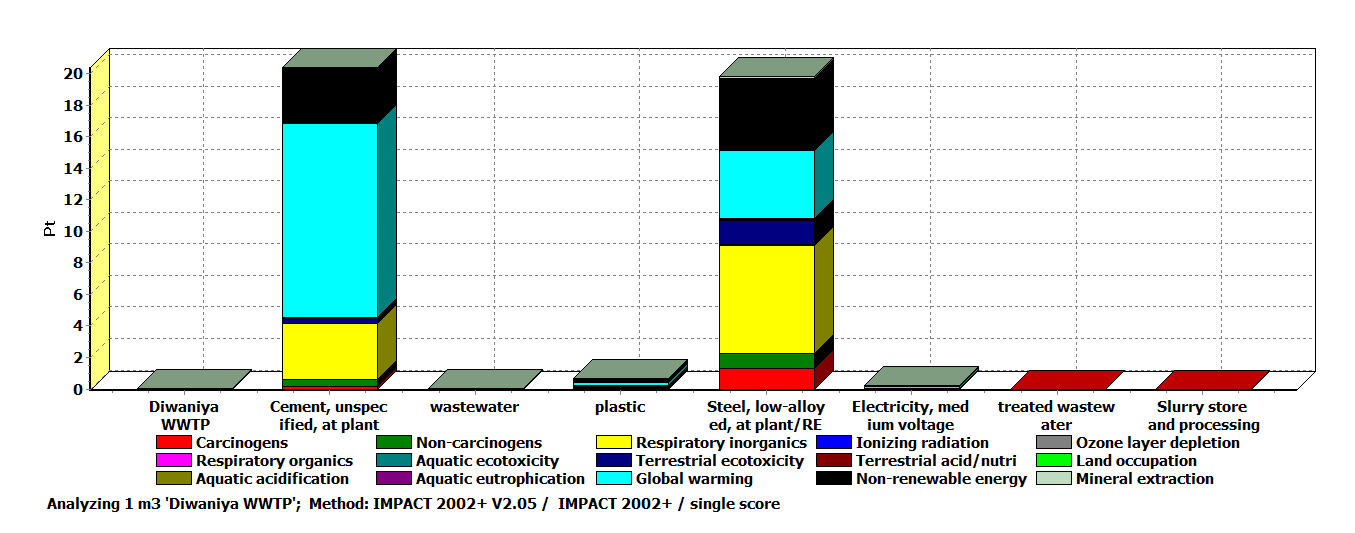 20
18
16
14
12
10
8
6
4
2
0
Pt
Diwaniya
WWTP
Cement, unspec
ified, at plant
wastewater
plastic
Steel, low-alloy
ed, at plant/RE
Electricity, med
ium voltage
treated wastew
ater
Slurry store
and processing
Carcinogens
Non-carcinogens
Respiratory inorganics
Ionizing radiation
Ozone layer depletion
Respiratory organics
Aquatic ecotoxicity
Terrestrial ecotoxicity
Terrestrial acid/nutri
Land occupation
Aquatic acidification
Aquatic eutrophication
Global warming
Non-renewable energy
Mineral extraction
Analyzing 1 m3 'Diwaniya WWTP'; Method: IMPACT 2002+ V2.05 / IMPACT 2002+ / single score